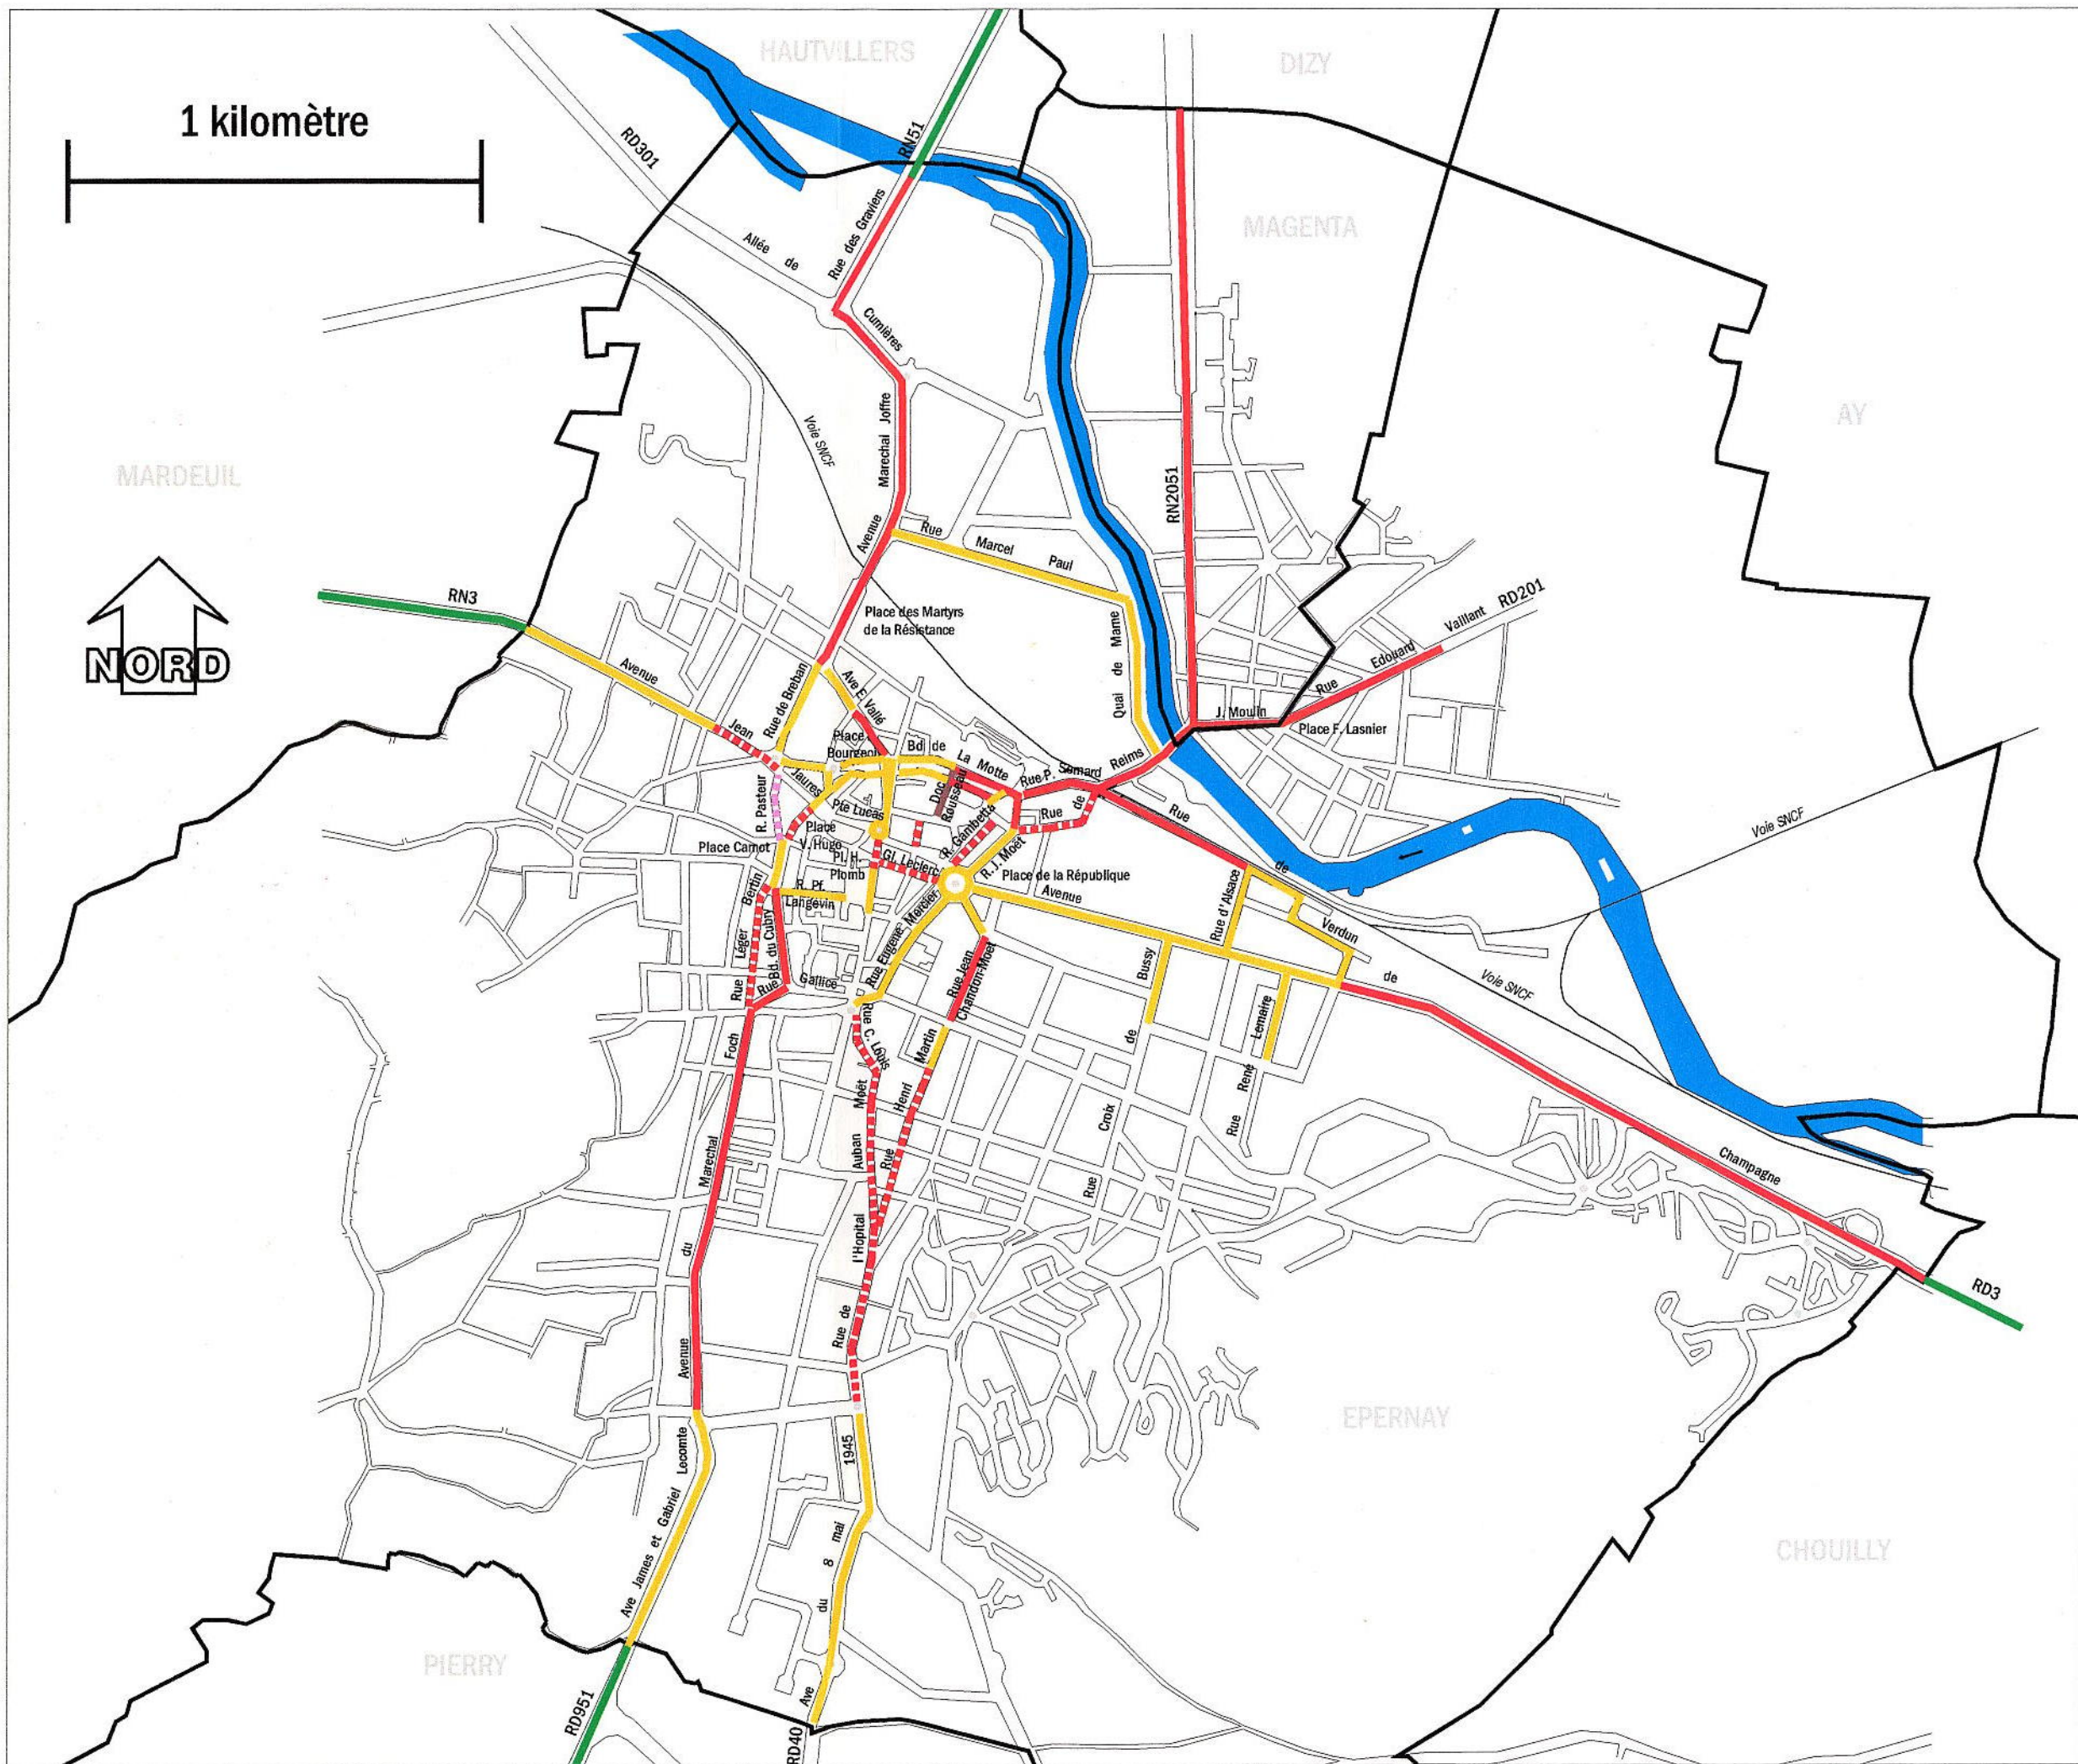 HAUTVILLERS
DIZY
1 kilomètre
RD301
RN51
MAGENTA
Rue des Graviers
Allée de
Cumières
AY
MARDEUIL
Voie SNCF
Marechal Joffre
RN2051
Avenue
Rue Marcel Paul
RN3
NORD
Place des Martyrs
de la Résistance
Quai de Marne
Vaillant RD201
Edouard
Rue
Avenue
Jean
Rue de Breban
Ave E. Vallé
J. Moulin
Place F. Lasnier
Place
Bourgeon
Bd. de
La Motte
Rue P. Semard
Reims
Jaures
R. Pasteur
Pte Lucas
Doc
Rousseau
Rue de
Rue
de
Voie SNCF
Place
V. Hugo
R. Gambetta
Place Carnot
Pl. H.
Plomb
Gl. Leclerc
R. J. Moët
Place de la République
Avenue
Bertin
R. Pf.
Langevin
Mercier
Rue d'Alsace
Verdun
Léger
Bd. du Cubry
Rue Eugene
Rue Jean
Chandon-Moët
Bussy
de
Voie SNCF
Rue
Rue
Gallice
Lemaire
Rue C. Louis
Martin
de
Foch
Moët
Henri
René
Croix
Rue
Marechal
Auban
Rue
Champagne
Rue
du
l'Hopital
RD3
Rue de
Avenue
EPERNAY
Lecomte
1945
Ave James et Gabriel
mai
8
CHOUILLY
du
PIERRY
Ave
RD951
RD40